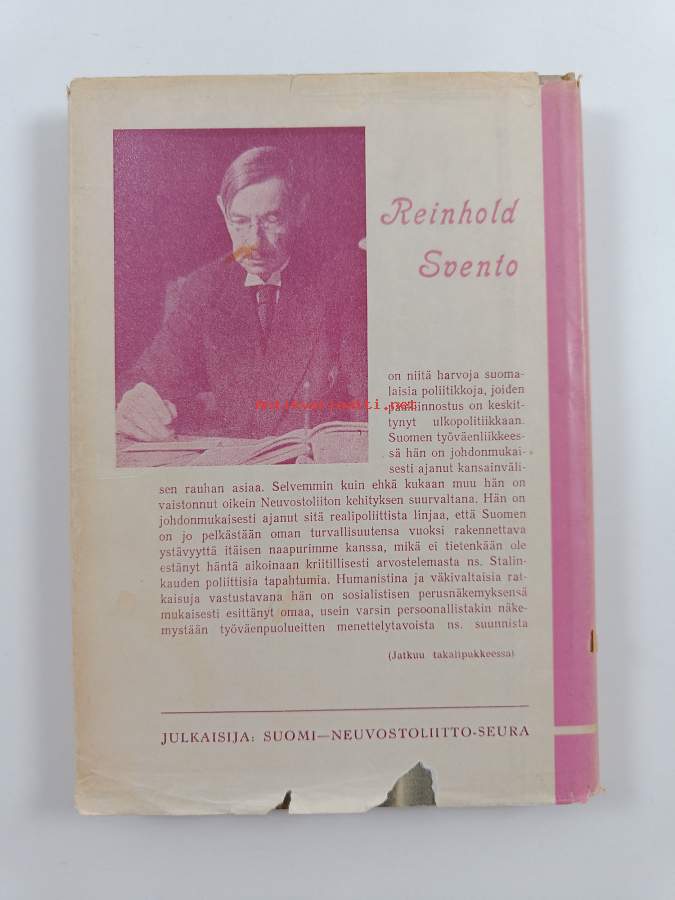 Reinhold
Svento
on niitä harvoja suoma-
laisia poliitikkoja, joiden
pääkiinnostus on keskit-
tynyt ulkopolitiikkaan.
Suomen työväenliikkees-
sä hän on johdonmukai-
sesti ajanut kansainväli-
sen rauhan asiaa. Selvemmin kuin ehkä kukaan muu hän on
vaistonnut oikein Neuvostoliiton kehityksen suurvaltana. Hän on
johdonmukaisesti ajanut sitä realipoliittista linjaa, että Suomen
on jo pelkästään oman turvallisuutensa vuoksi rakennettava
ystävyyttä itäisen naapurimme kanssa, mikä ei tietenkään ole
estänyt häntä aikoinaan kriitillisesti arvostelemasta ns. Stalin-
kauden poliittisia tapahtumia. Humanistina ja väkivaltaisia rat-
kaisuja vastustavana hän on sosialistisen perusnäkemyksensä
mukaisesti esittänyt omaa, usein varsin persoonallistakin näke-
mystään työväenpuolueitten menettelytavoista ns. suunnista
(Jatkuu takalipukkeessa)
JULKAISIJA: SUOMI—NEUVOSTOLIITTO-SEURA